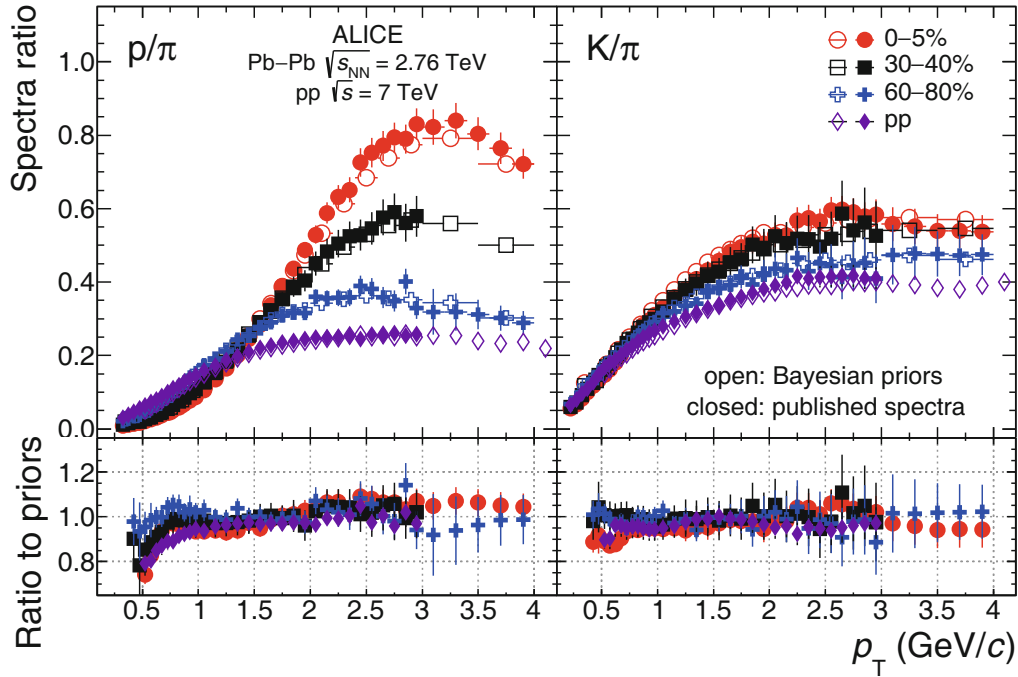 Spectra ratio
1.0
0.8
0.6
0.4
0.2
0.0
p/π
ALICE
Pb–Pb √sNN = 2.76 TeV
pp √s = 7 TeV
K/π
0–5%
30–40%
60–80%
pp
open: Bayesian priors
closed: published spectra
Ratio to priors
1.2
1.0
0.8
0.5 1 1.5 2 2.5 3 3.5 4
0.5 1 1.5 2 2.5 3 3.5 4
pT (GeV/c)